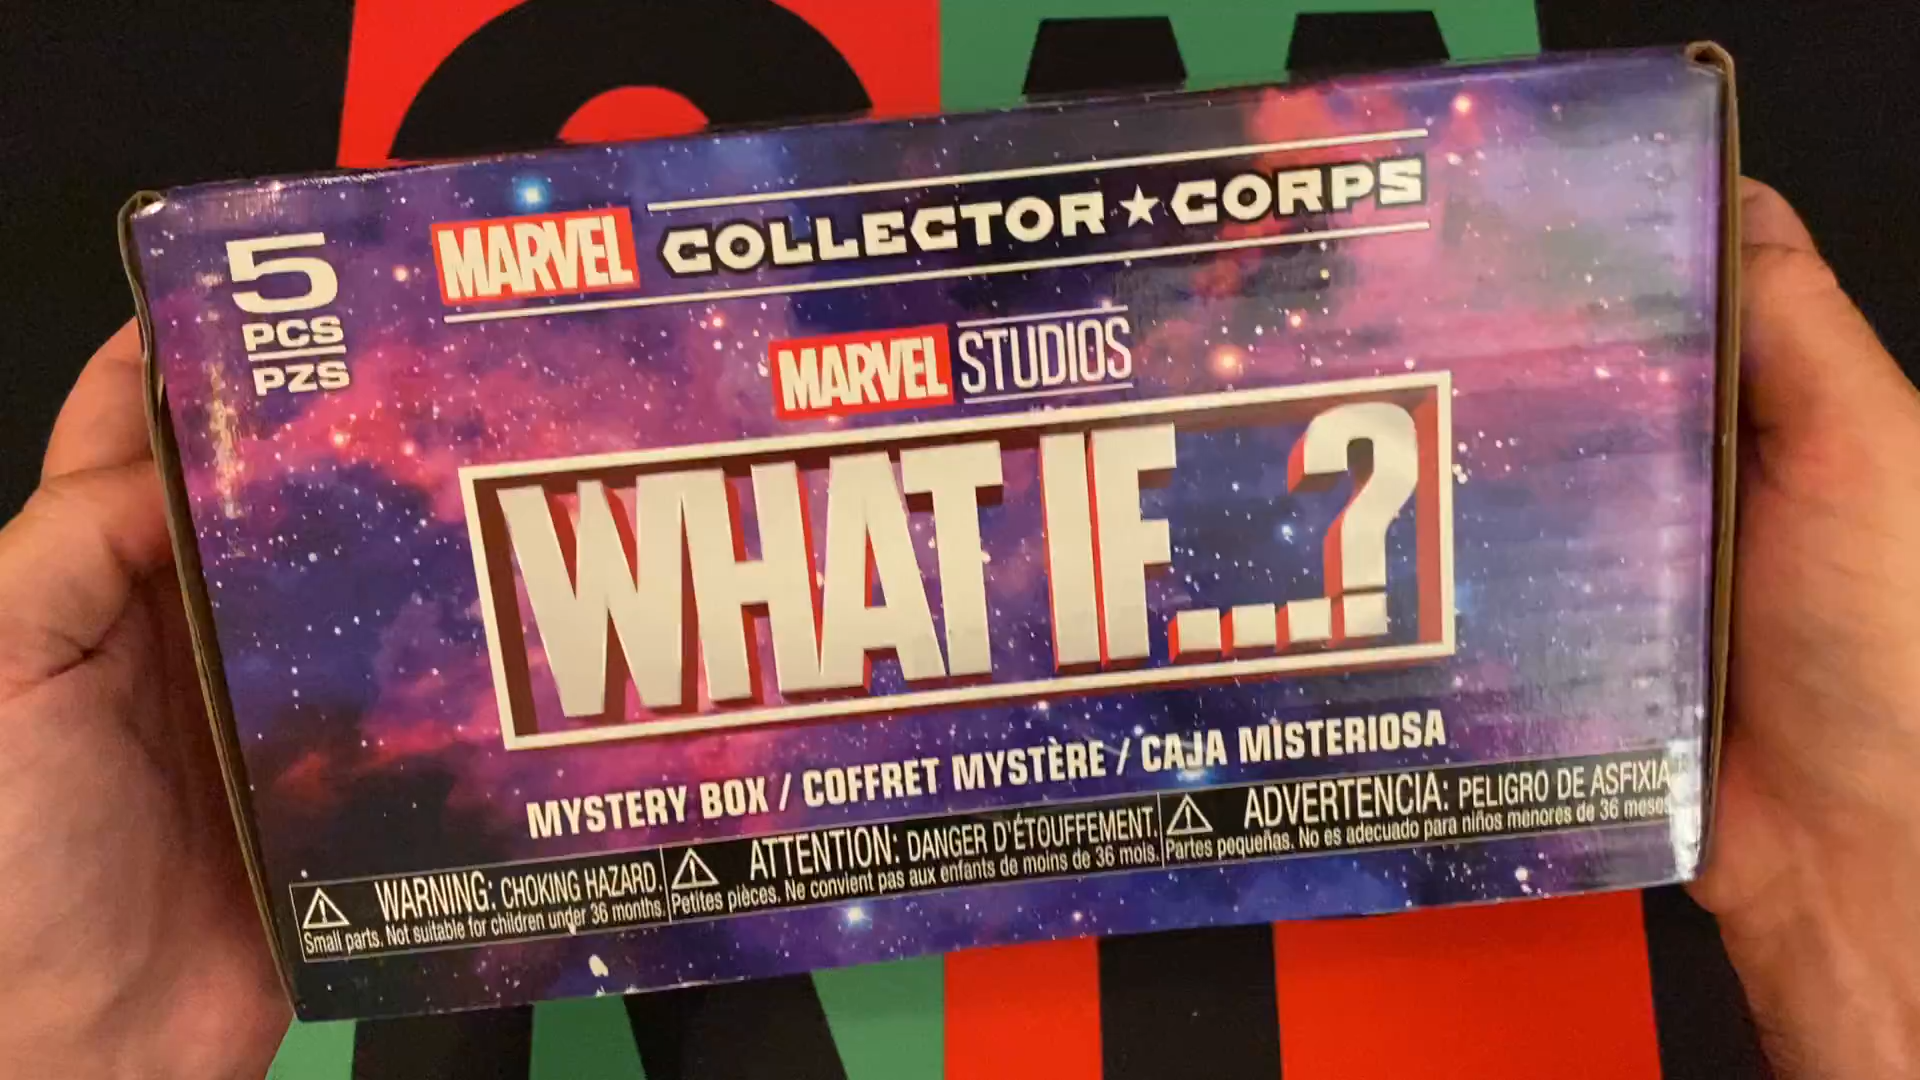 5
PCS
PZS
MARVEL COLLECTOR★CORPS
MARVEL STUDIOS
WHAT IF...?
MYSTERY BOX / COFFRET MYSTÈRE / CAJA MISTERIOSA
⚠ WARNING: CHOKING HAZARD.
Small parts. Not suitable for children under 36 months.
⚠ ATTENTION: DANGER D'ÉTOUFFEMENT.
Petites pièces. Ne convient pas aux enfants de moins de 36 mois.
⚠ ADVERTENCIA: PELIGRO DE ASFIXIA
Partes pequeñas. No es adecuado para niños menores de 36 meses